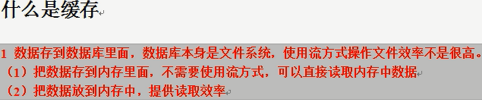 什么是缓存
1 数据存到数据库里面，数据库本身是文件系统，使用流方式操作文件效率不是很高。
（1）把数据存到内存里面，不需要使用流方式，可以直接读取内存中数据
（2）把数据放到内存中，提供读取效率